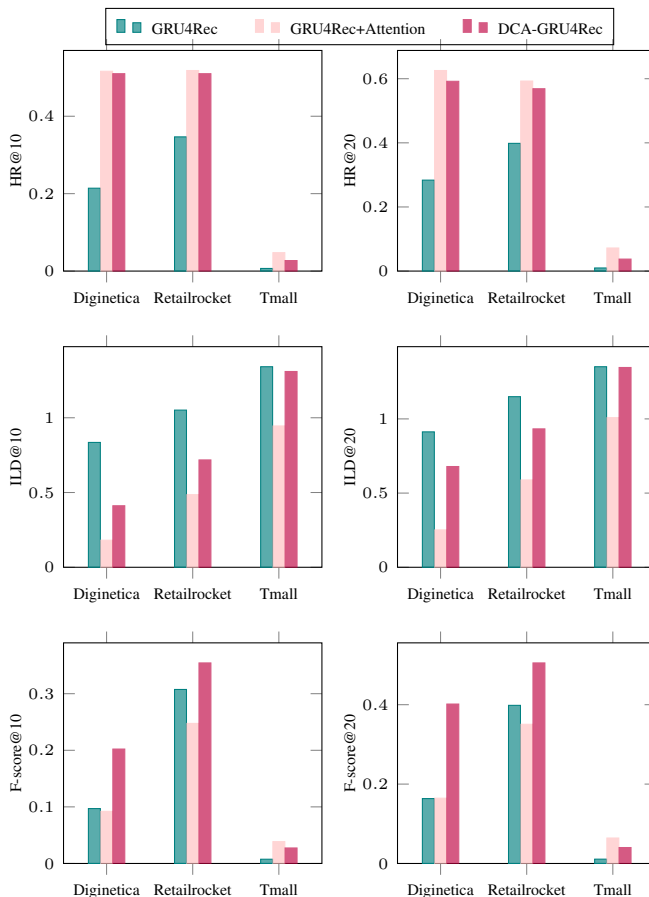 GRU4Rec GRU4Rec+Attention DCA-GRU4Rec
0.4
0.2
0
HR@10
Diginetica Retailrocket Tmall
0.6
0.4
0.2
0
HR@20
Diginetica Retailrocket Tmall
1
0.5
0
ILD@10
Diginetica Retailrocket Tmall
1
0.5
0
ILD@20
Diginetica Retailrocket Tmall
0.3
0.2
0.1
0
F-score@10
Diginetica Retailrocket Tmall
0.4
0.2
0
F-score@20
Diginetica Retailrocket Tmall